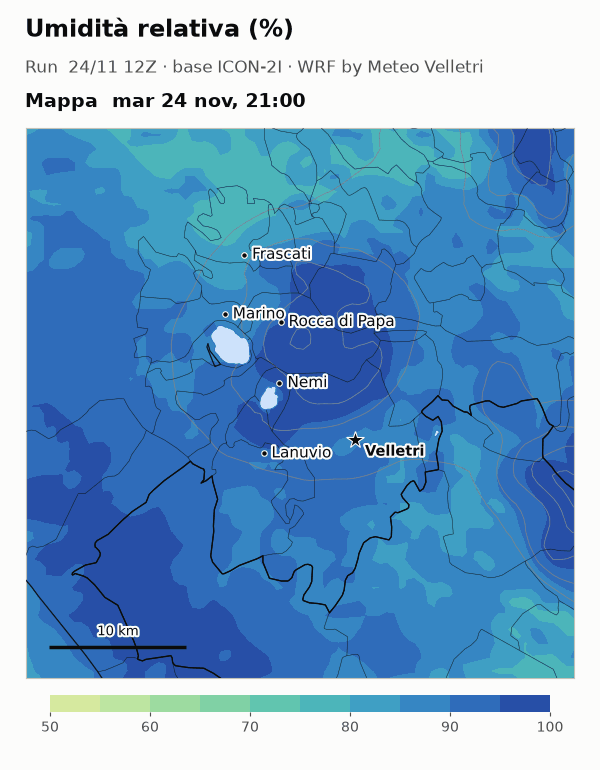 Umidità relativa (%)
Run  24/11 12Z · base ICON-2I · WRF by Meteo Velletri
Mappa  mar 24 nov, 21:00
Frascati
Marino
Rocca di Papa
Nemi
Velletri
Lanuvio
10 km
50 60 70 80 90 100